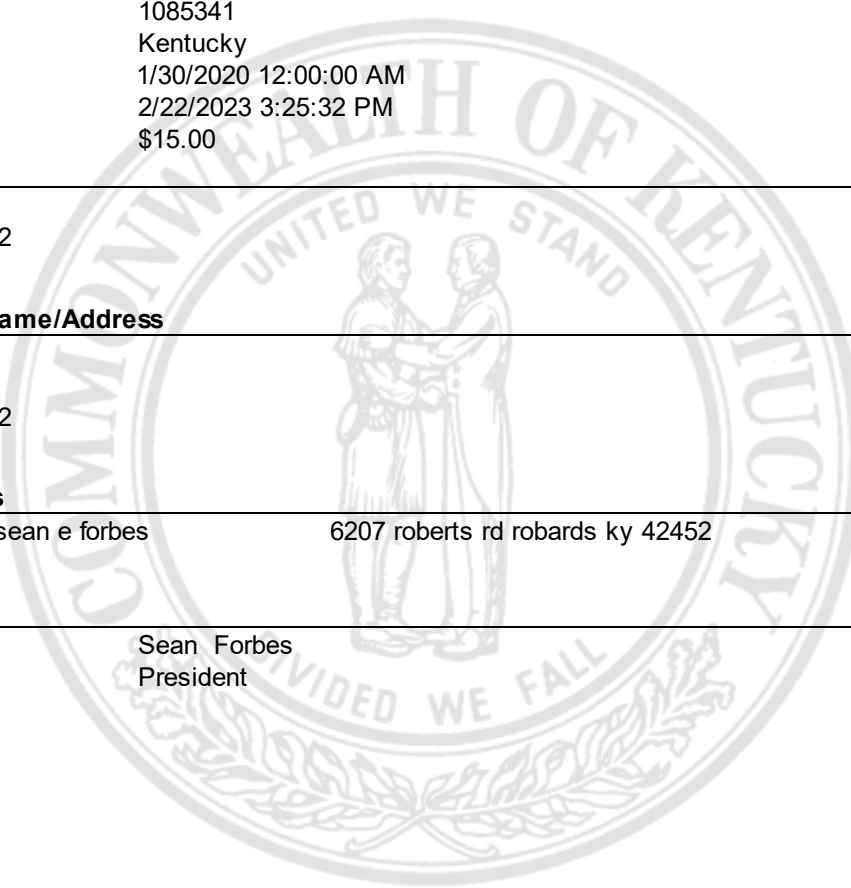 1085341
Kentucky
1/30/2020 12:00:00 AM
2/22/2023 3:25:32 PM
$15.00
2
ame/Address
2
s
sean e forbes 6207 roberts rd robards ky 42452
Sean Forbes
President
COMMONWEALTH OF KENTUCKY
UNITED WE STAND
DIVIDED WE FALL